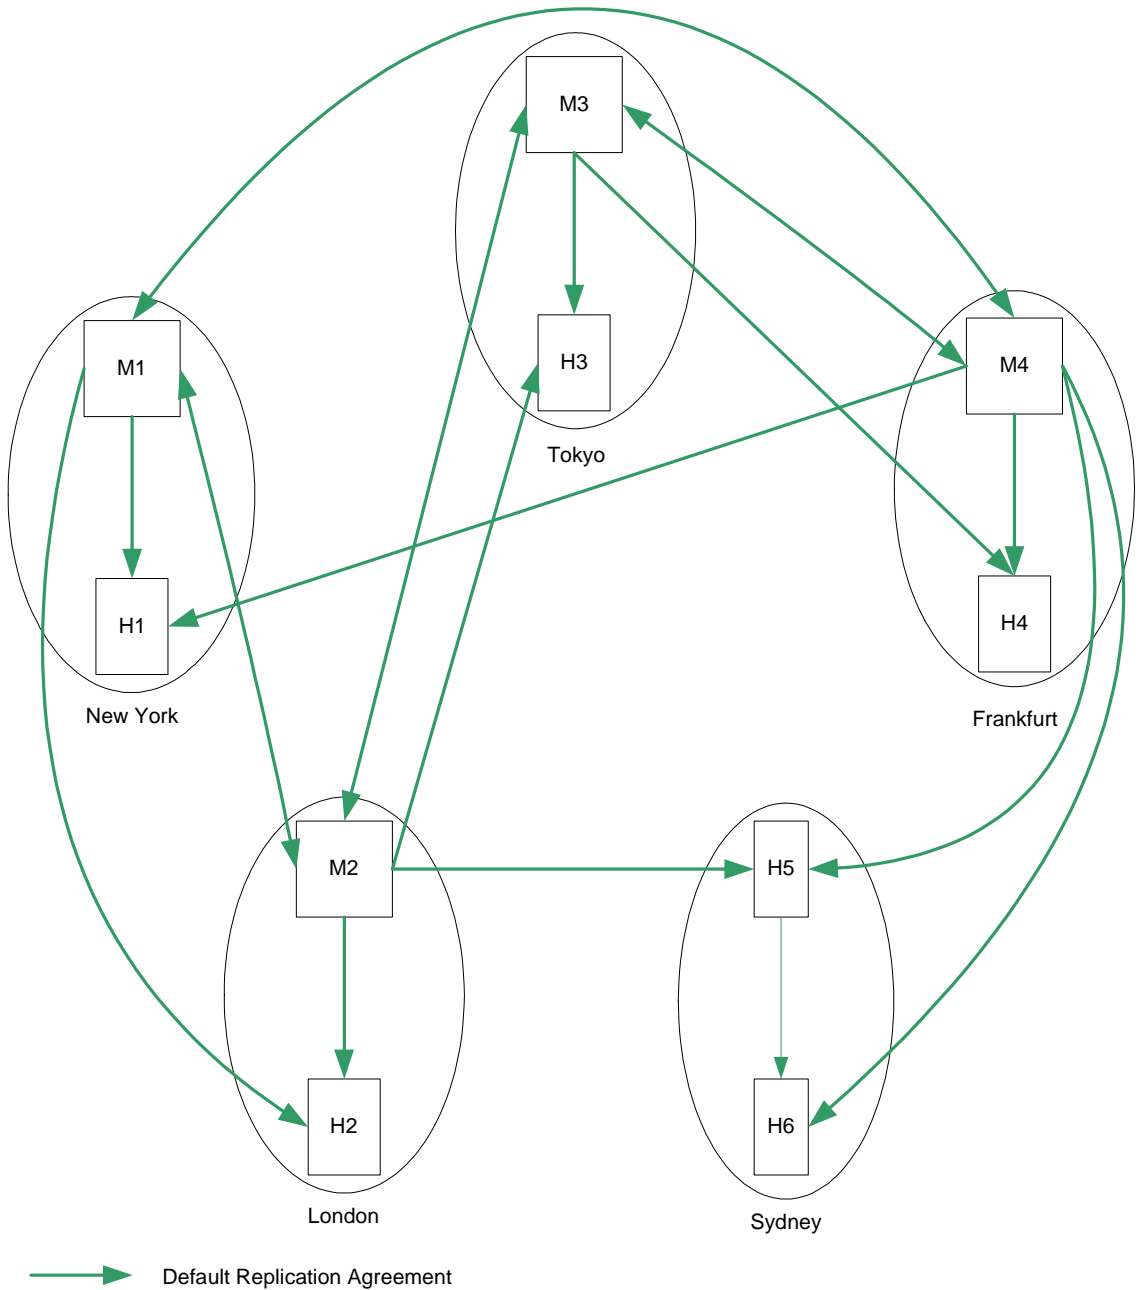 M3
H3
Tokyo
M1
H1
New York
M4
H4
Frankfurt
M2
H2
London
H5
H6
Sydney
Default Replication Agreement